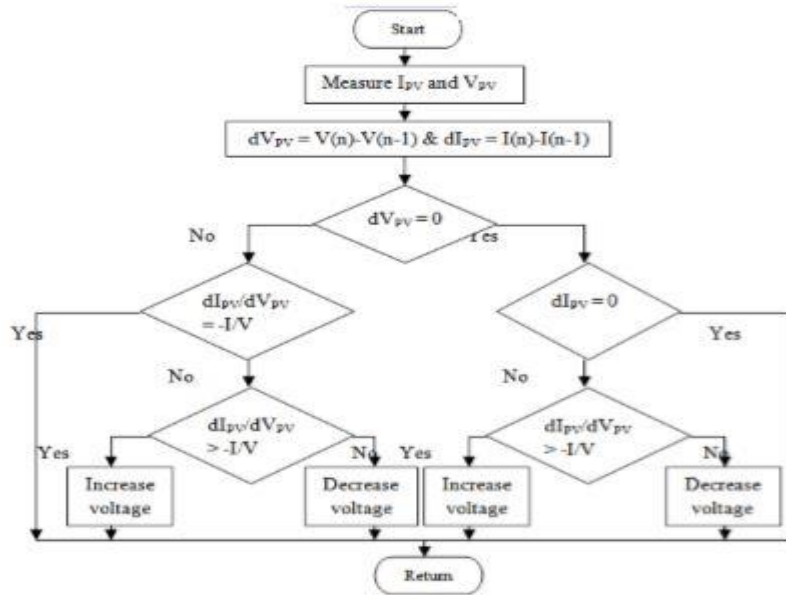 Start
Measure IPV and VPV
dVPV = V(n)-V(n-1) & dIPV = I(n)-I(n-1)
dVPV = 0
No
Yes
dIPV/dVPV
= -I/V
dIPV = 0
Yes
Yes
No
No
dIPV/dVPV
> -I/V
dIPV/dVPV
> -I/V
Yes
No
Yes
No
Increase
voltage
Decrease
voltage
Increase
voltage
Decrease
voltage
Return